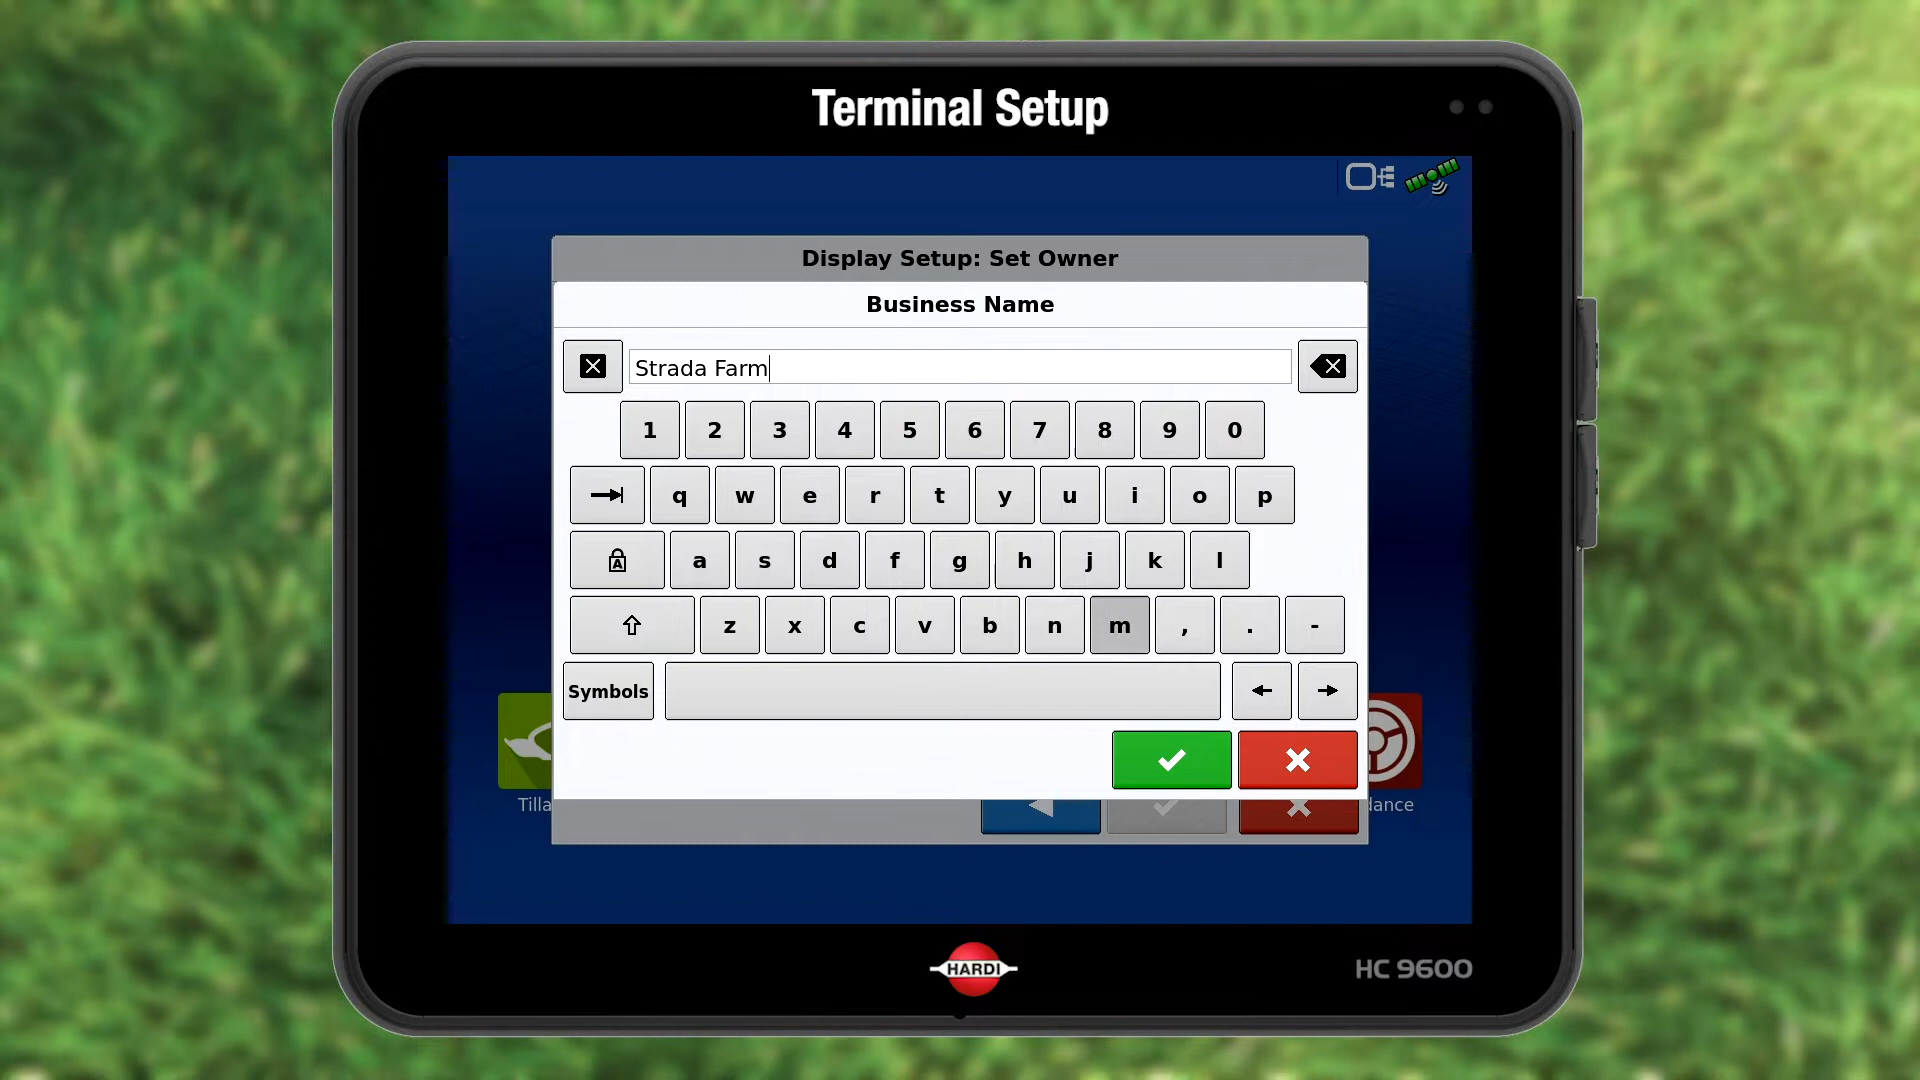 Terminal Setup
Display Setup: Set Owner
Business Name
Strada Farm
1 2 3 4 5 6 7 8 9 0
q w e r t y u i o p
A a s d f g h j k l
z x c v b n m , . -
Symbols
Tilla
dance
HARDI
HC 9600